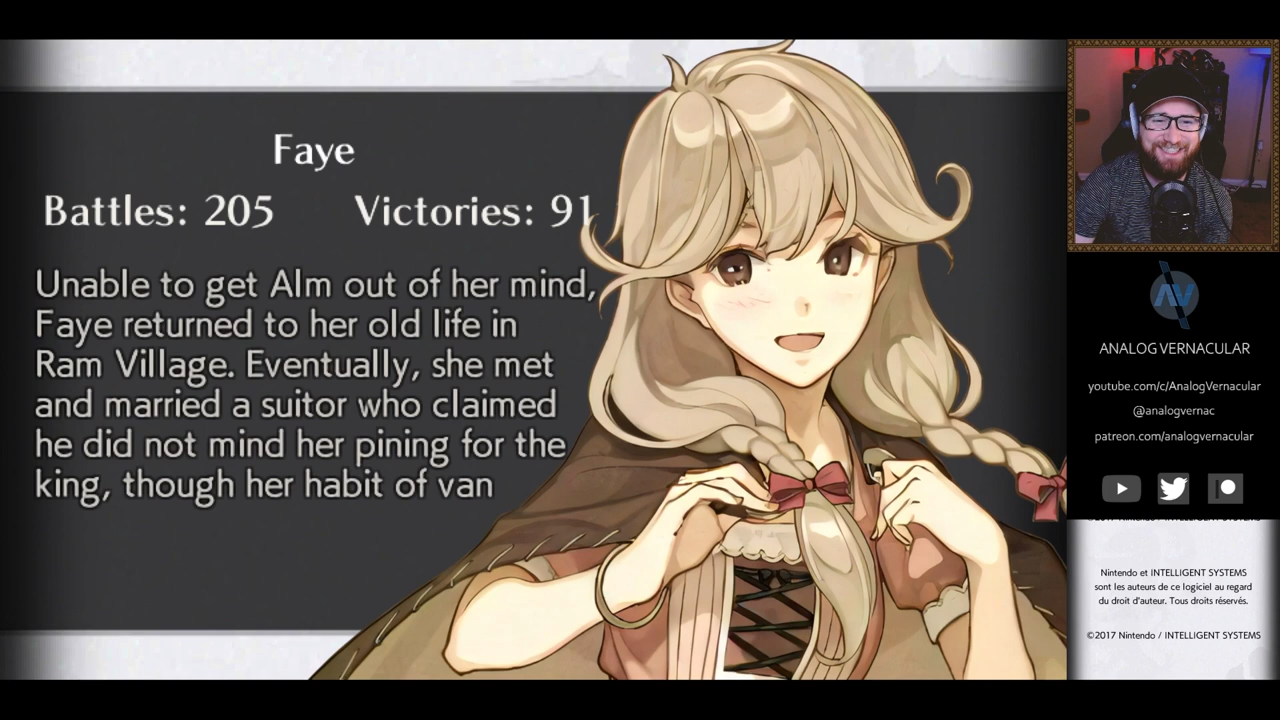 Faye
Battles: 205 Victories: 91
Unable to get Alm out of her mind,
Faye returned to her old life in
Ram Village. Eventually, she met
and married a suitor who claimed
he did not mind her pining for the
king, though her habit of van
AV
ANALOG VERNACULAR
youtube.com/c/AnalogVernacular
@analogvernac
patreon.com/analogvernacular
Nintendo et INTELLIGENT SYSTEMS
sont les auteurs de ce logiciel au regard
du droit d'auteur. Tous droits réservés.
©2017 Nintendo / INTELLIGENT SYSTEMS